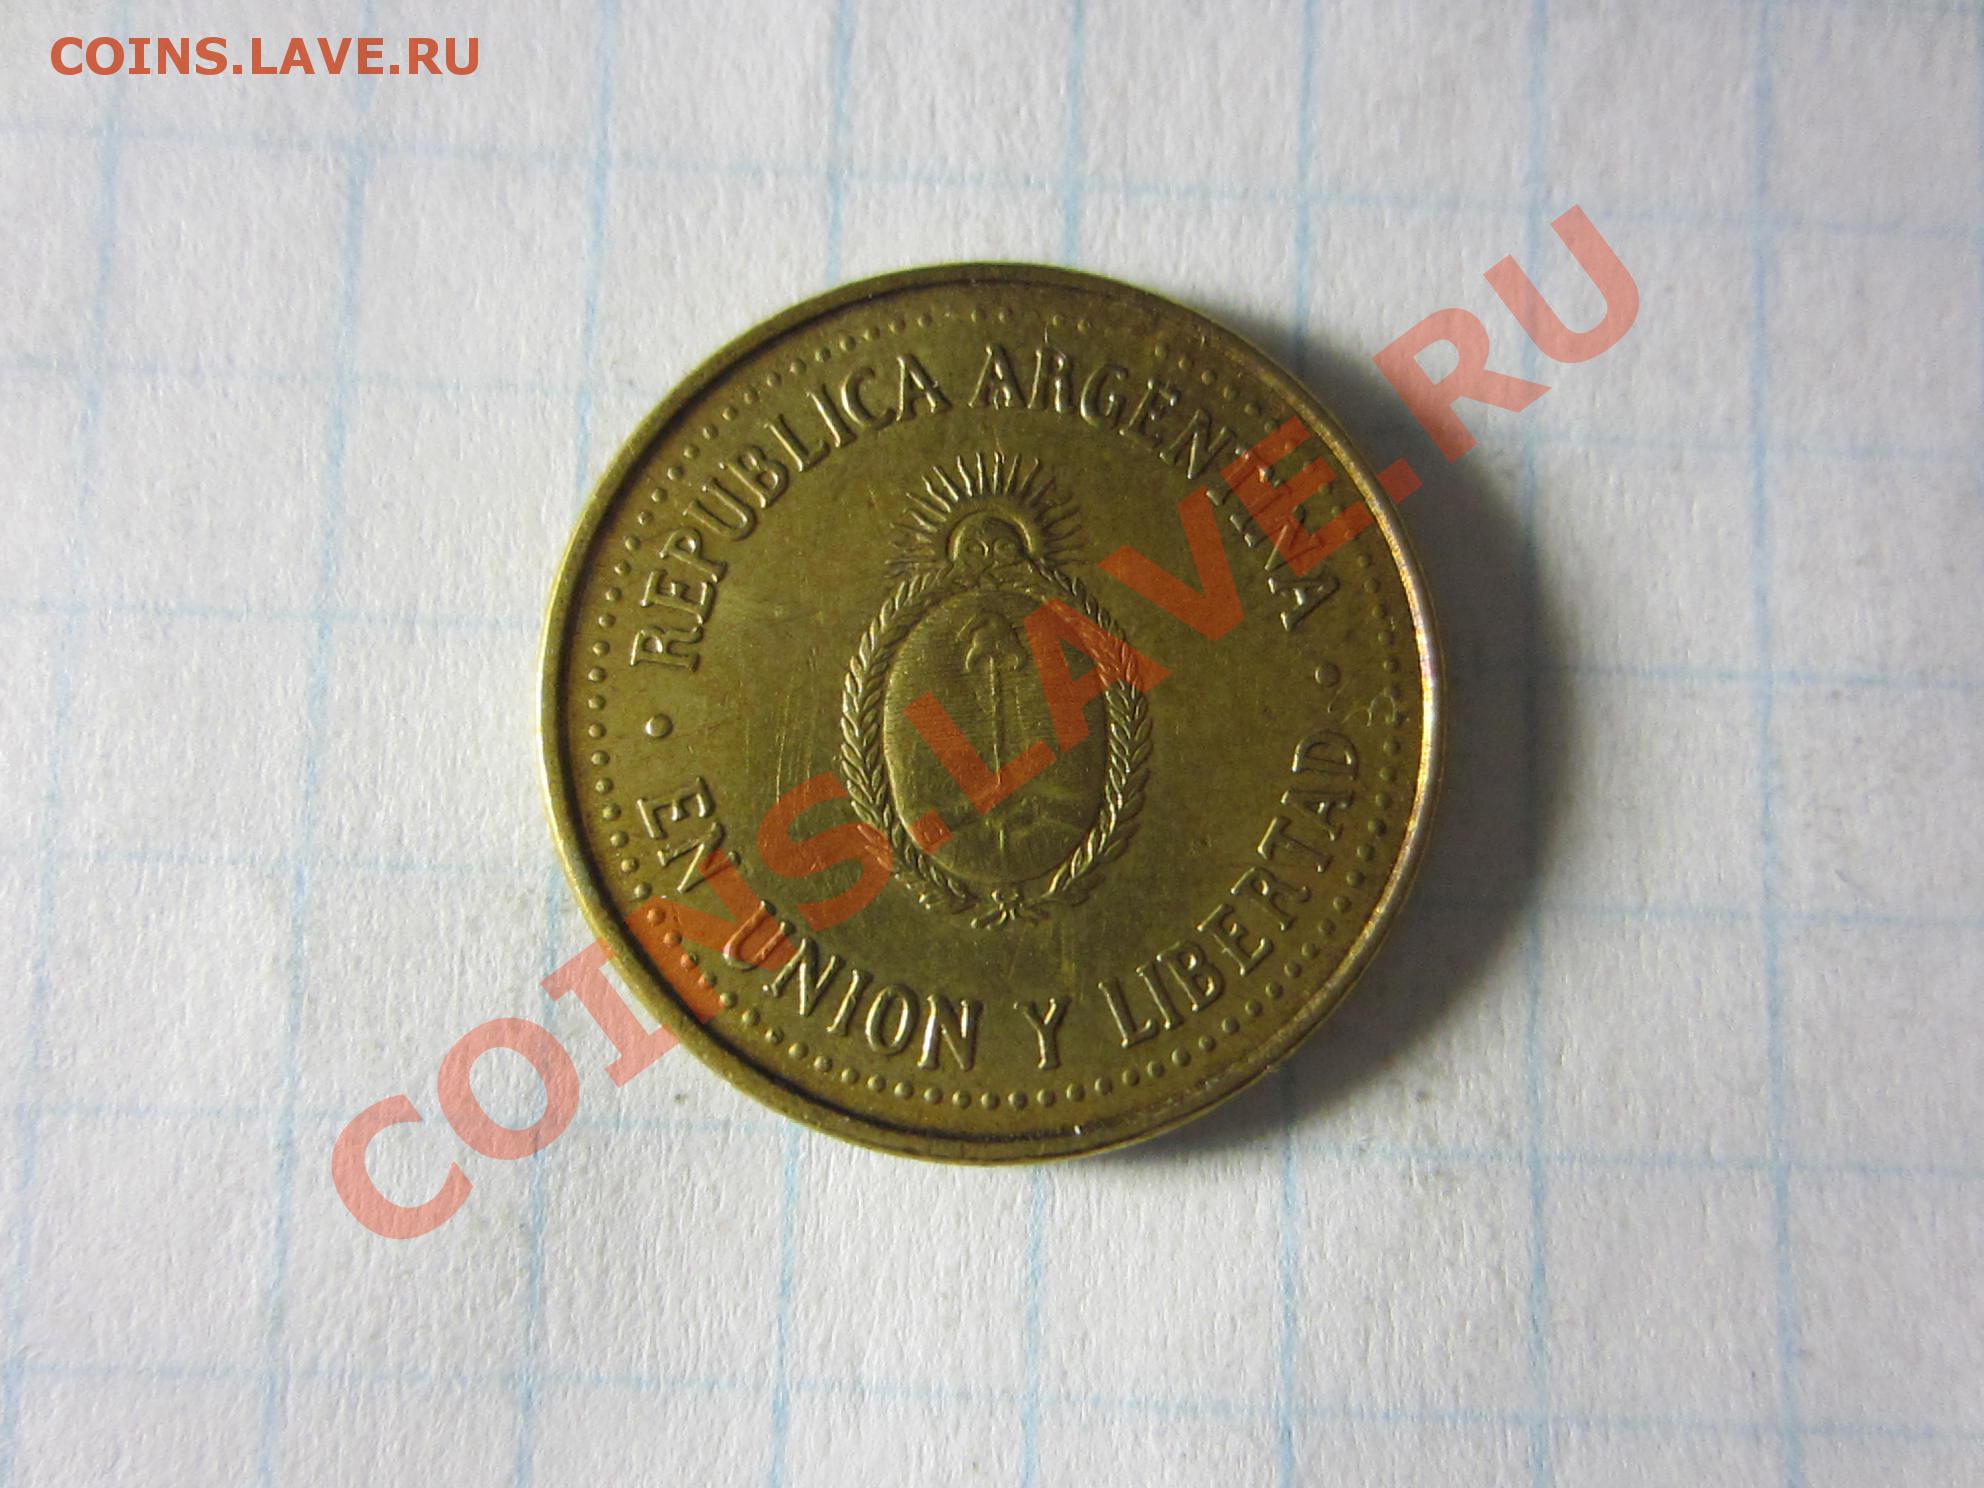 COINS.LAVE.RU
REPUBLICA ARGENTINA
EN UNION Y LIBERTAD
COINS.LAVE.RU